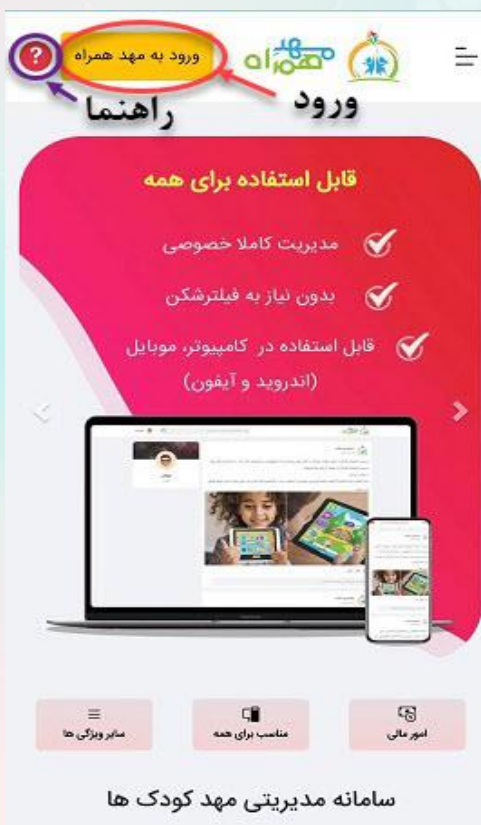 مهد همراه
ورود به مهد همراه
?
ورود
راهنما
قابل استفاده برای همه
مدیریت کاملا خصوصی
بدون نیاز به فیلترشکن
قابل استفاده در کامپیوتر، موبایل
(اندروید و آیفون)
امور مالی
مناسب برای همه
سایر ویژگی ها
سامانه مدیریتی مهد کودک ها